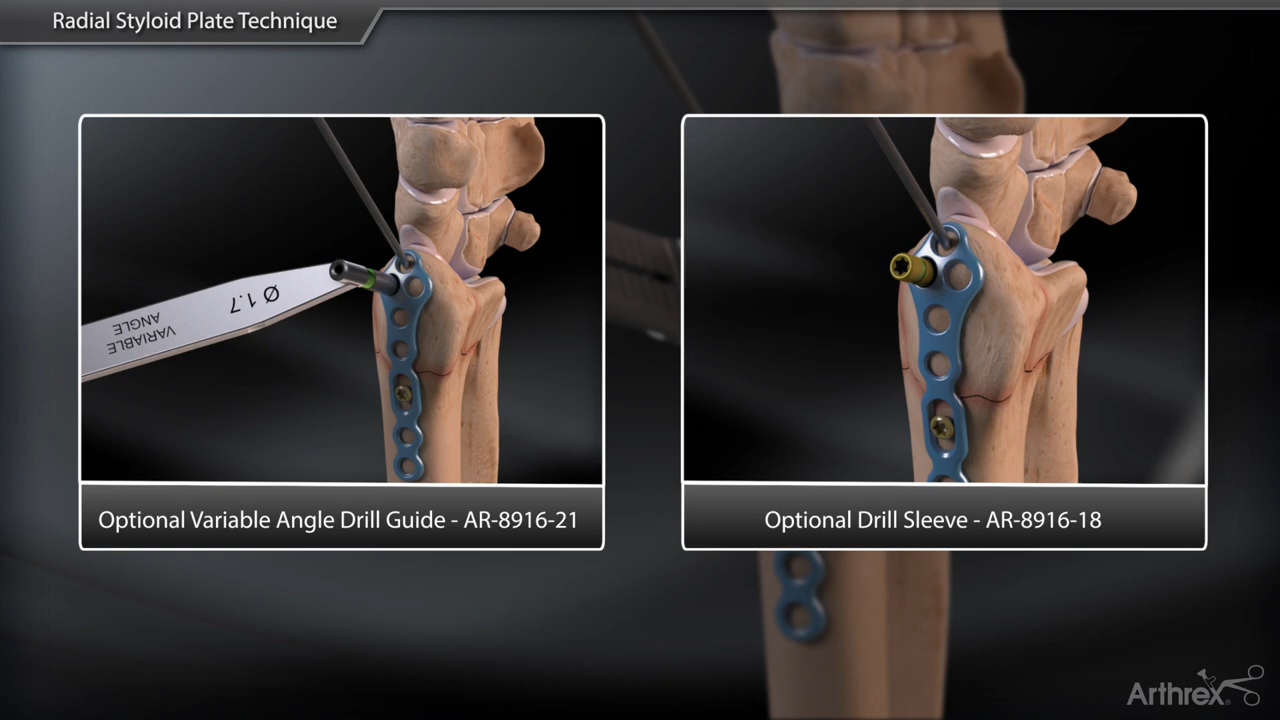 Radial Styloid Plate Technique
Ø 1.7
VARIABLE
ANGLE
Optional Variable Angle Drill Guide - AR-8916-21
Optional Drill Sleeve - AR-8916-18
Arthrex®